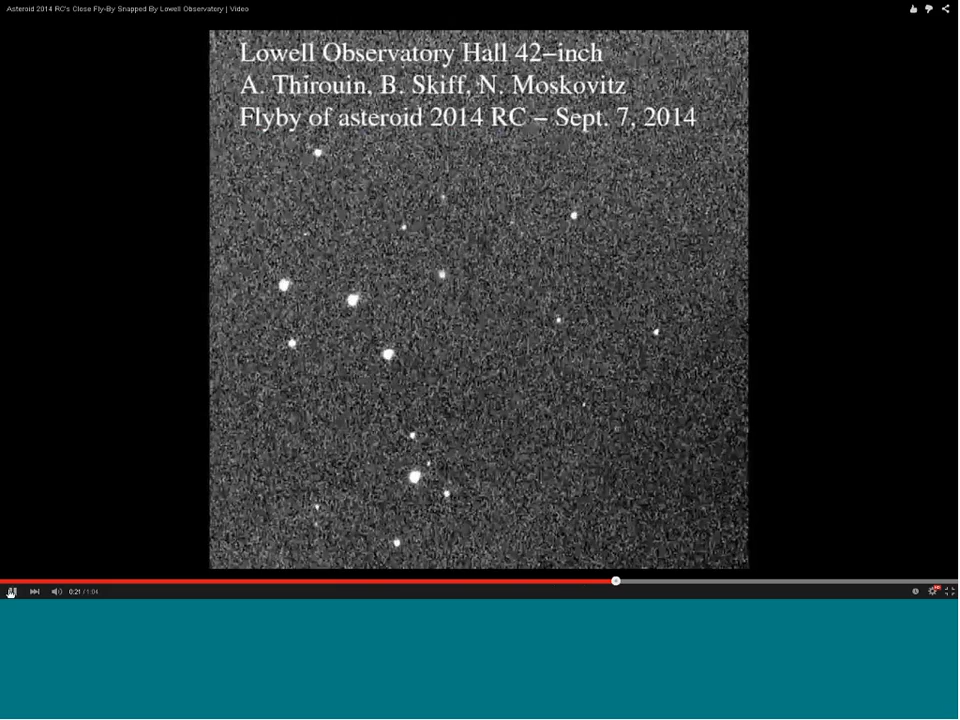 Asteroid 2014 RC's Close Fly-By Snapped By Lowell Observatory | Video
Lowell Observatory Hall 42−inch
A. Thirouin, B. Skiff, N. Moskovitz
Flyby of asteroid 2014 RC − Sept. 7, 2014
0:21 / 1:04